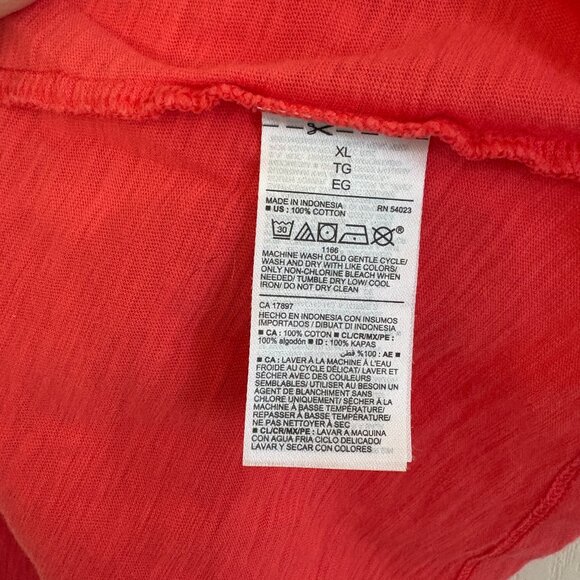 XL
TG
EG
MADE IN INDONESIA RN 54023
■ US : 100% COTTON
30 ®
1166
MACHINE WASH COLD GENTLE CYCLE/
WASH AND DRY WITH LIKE COLORS/
ONLY NON-CHLORINE BLEACH WHEN
NEEDED/ TUMBLE DRY LOW/ COOL
IRON/ DO NOT DRY CLEAN
CA 17897
HECHO EN INDONESIA CON INSUMOS
IMPORTADOS / DIBUAT DI INDONESIA
■ CA : 100% COTON ■ CL/CR/MX/PE :
100% algodón ■ ID : 100% KAPAS
■ AE : 100% قطن
■ CA : LAVER À LA MACHINE À L'EAU
FROIDE AU CYCLE DÉLICAT/ LAVER ET
SÉCHER AVEC DES COULEURS
SEMBLABLES/ UTILISER AU BESOIN UN
AGENT DE BLANCHIMENT SANS
CHLORE UNIQUEMENT/ SÉCHER À LA
MACHINE À BASSE TEMPÉRATURE/
REPASSER À BASSE TEMPÉRATURE/
NE PAS NETTOYER À SEC
■ CL/CR/MX/PE : LAVAR A MAQUINA
CON AGUA FRIA CICLO DELICADO/
LAVAR Y SECAR CON COLORES